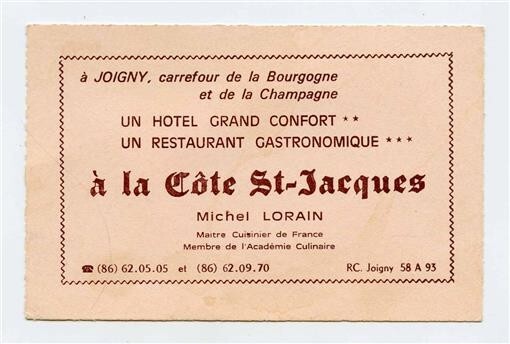 à JOIGNY, carrefour de la Bourgogne
et de la Champagne
UN HOTEL GRAND CONFORT **
UN RESTAURANT GASTRONOMIQUE ***
à la Côte St-Jacques
Michel LORAIN
Maitre Cuisinier de France
Membre de l'Académie Culinaire
☎ (86) 62.05.05 et (86) 62.09.70 RC. Joigny 58 A 93